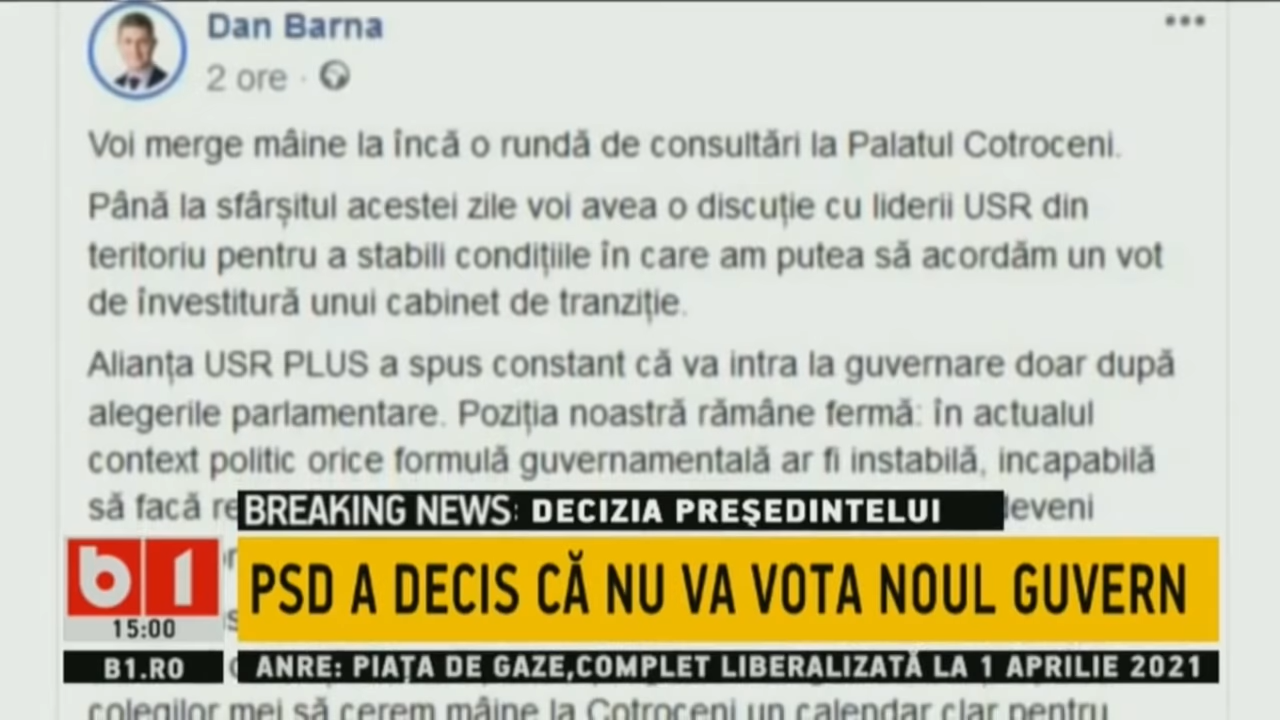 Dan Barna
2 ore
Voi merge mâine la încă o rundă de consultări la Palatul Cotroceni.
Până la sfârșitul acestei zile voi avea o discuție cu liderii USR din
teritoriu pentru a stabili condițiile în care am putea să acordăm un vot
de învestitură unui cabinet de tranziție.
Alianța USR PLUS a spus constant că va intra la guvernare doar după
alegerile parlamentare. Poziția noastră rămâne fermă: în actualul
context politic orice formulă guvernamentală ar fi instabilă, incapabilă
să facă
BREAKING NEWS: DECIZIA PREŞEDINTELUI
b1
PSD A DECIS CĂ NU VA VOTA NOUL GUVERN
15:00
B1.RO
ANRE: PIAȚA DE GAZE,COMPLET LIBERALIZATĂ LA 1 APRILIE 2021
colegilor mei să cerem mâine la Cotroceni un calendar clar pentru